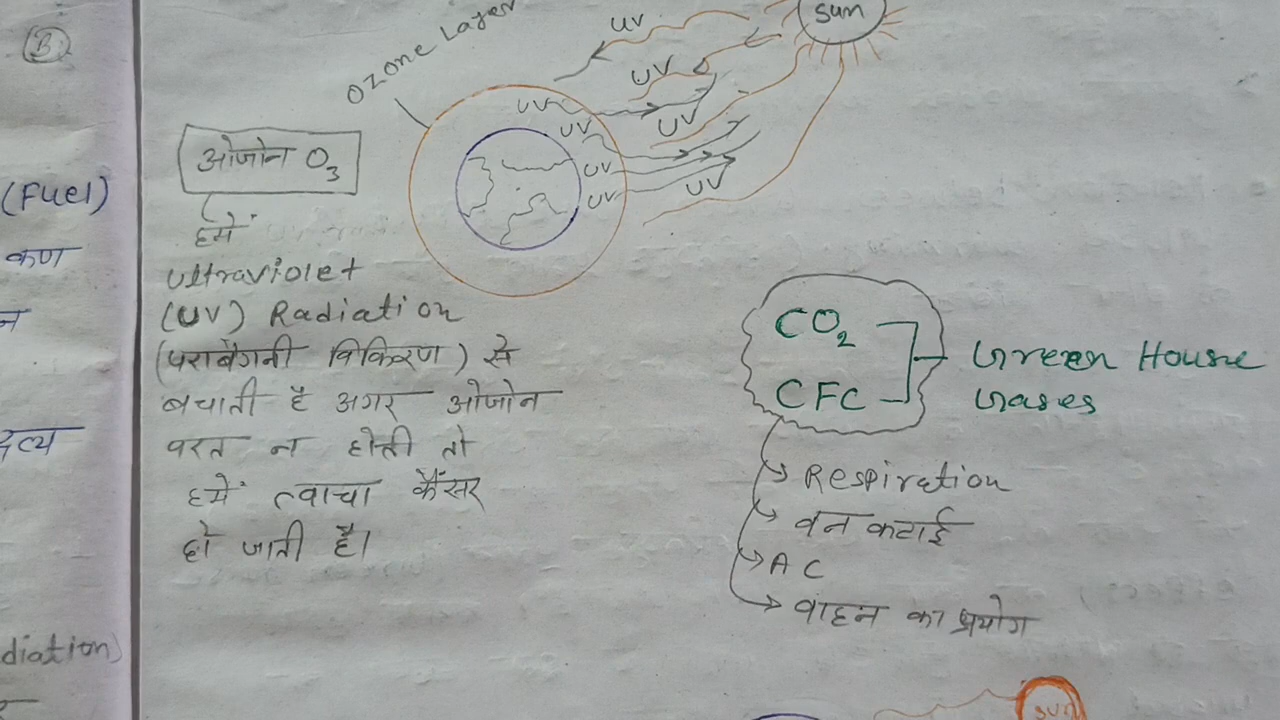 B
(Fuel)
कण
न
diation)
Ozone Layer
sun
UV
UV
UV
UV
UV
UV
UV
UV
ओजोन O3
हमें
ultraviolet
(UV) Radiation
(पराबैगनी विकिरण) से
बचाती है अगर ओजोन
परत न होती तो
हमें त्वाचा कैंसर
हो जाती है।
CO2
CFC
Green House
Gases
Respiration
वन कटाई
AC
वाहन का प्रयोग
sun